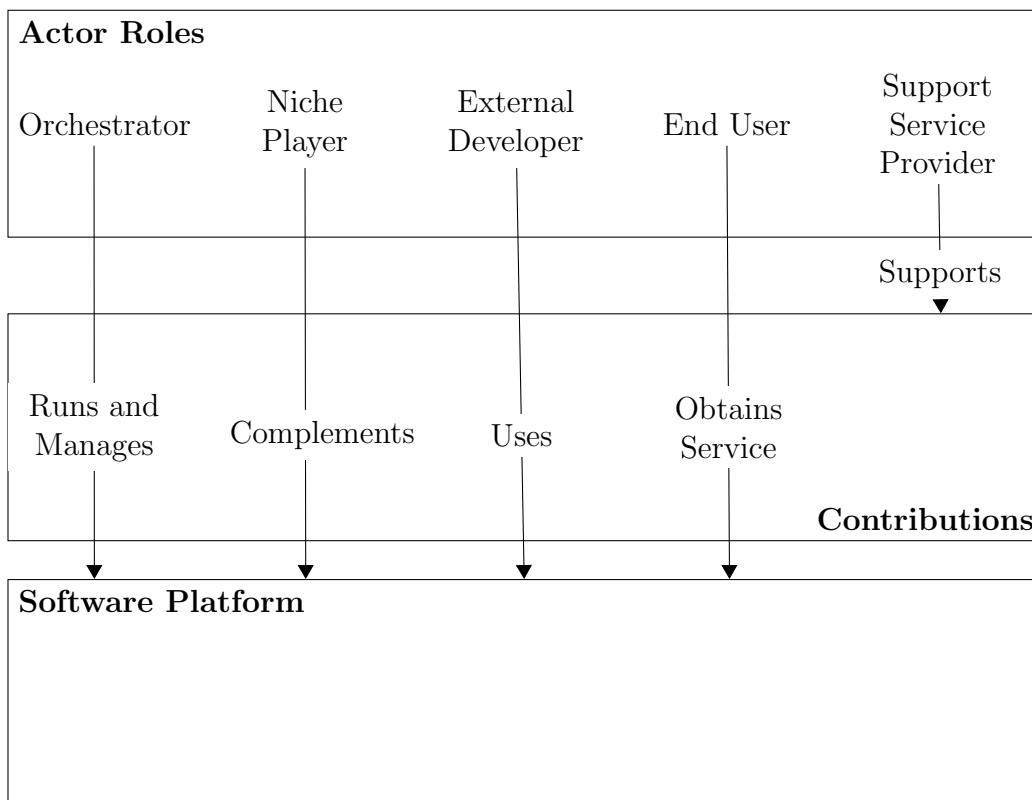 Actor Roles
Orchestrator
Niche
Player
External
Developer
End User
Support
Service
Provider
Supports
Runs and
Manages
Complements
Uses
Obtains
Service
Contributions
Software Platform